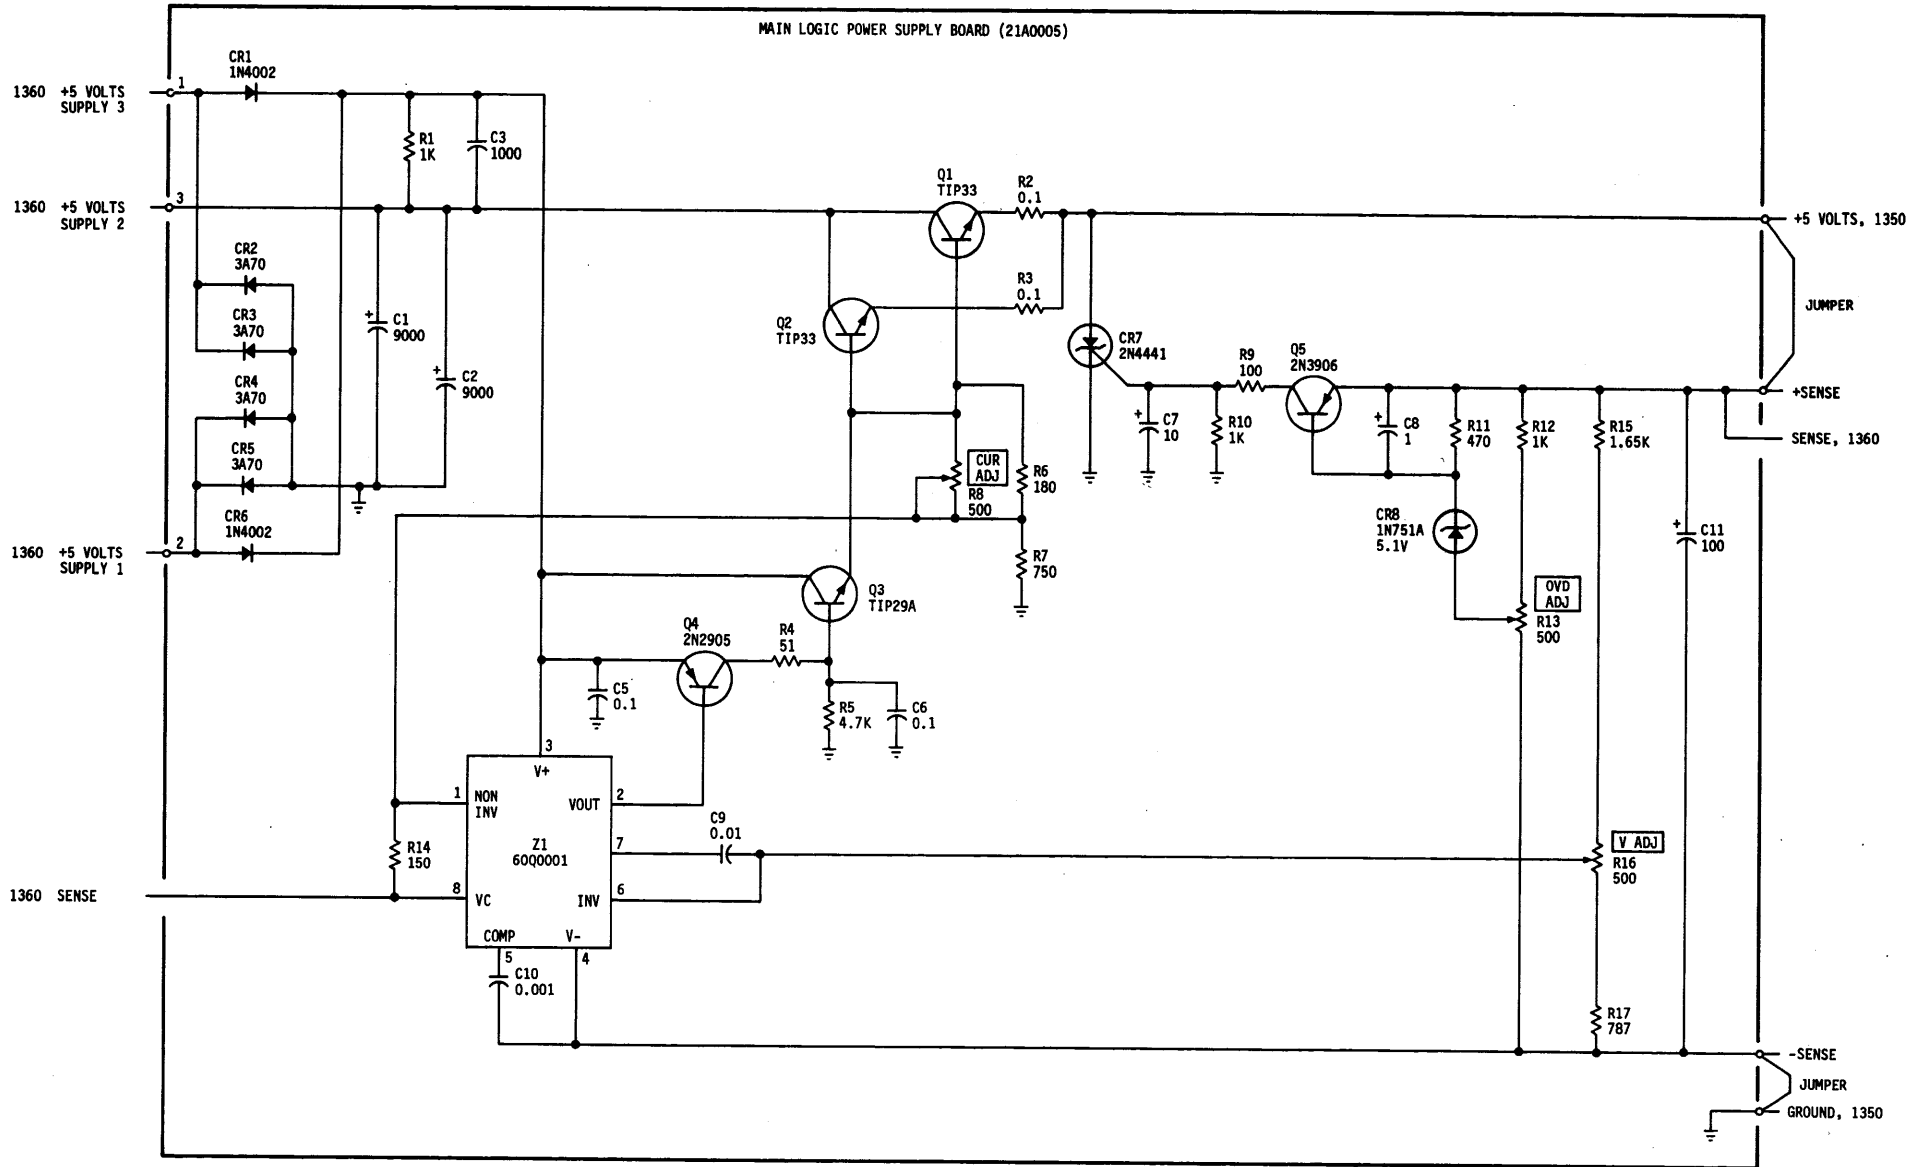 MAIN LOGIC POWER SUPPLY BOARD (21A0005)
CR1
1N4002
1360 +5 VOLTS
SUPPLY 3
1
R1
1K
C3
1000
1360 +5 VOLTS
SUPPLY 2
3
Q1
TIP33
R2
0.1
+5 VOLTS, 1350
CR2
3A70
CR3
3A70
C1
9000
+
Q2
TIP33
R3
0.1
CR7
2N4441
JUMPER
CR4
3A70
C2
9000
+
R9
100
Q5
2N3906
+SENSE
CR5
3A70
CUR
ADJ
R8
500
R6
180
C7
10
+
R10
1K
C8
1
+
R11
470
R12
1K
R15
1.65K
SENSE, 1360
CR6
1N4002
1360 +5 VOLTS
SUPPLY 1
2
R7
750
CR8
1N751A
5.1V
C11
100
+
Q3
TIP29A
OVD
ADJ
R13
500
Q4
2N2905
R4
51
C5
0.1
R5
4.7K
C6
0.1
3
V+
1
NON
INV
VOUT
2
Z1
60Q0001
C9
0.01
7
V ADJ
R16
500
R14
150
1360 SENSE
8
VC
INV
6
COMP
V-
5
4
C10
0.001
R17
787
-SENSE
JUMPER
GROUND, 1350